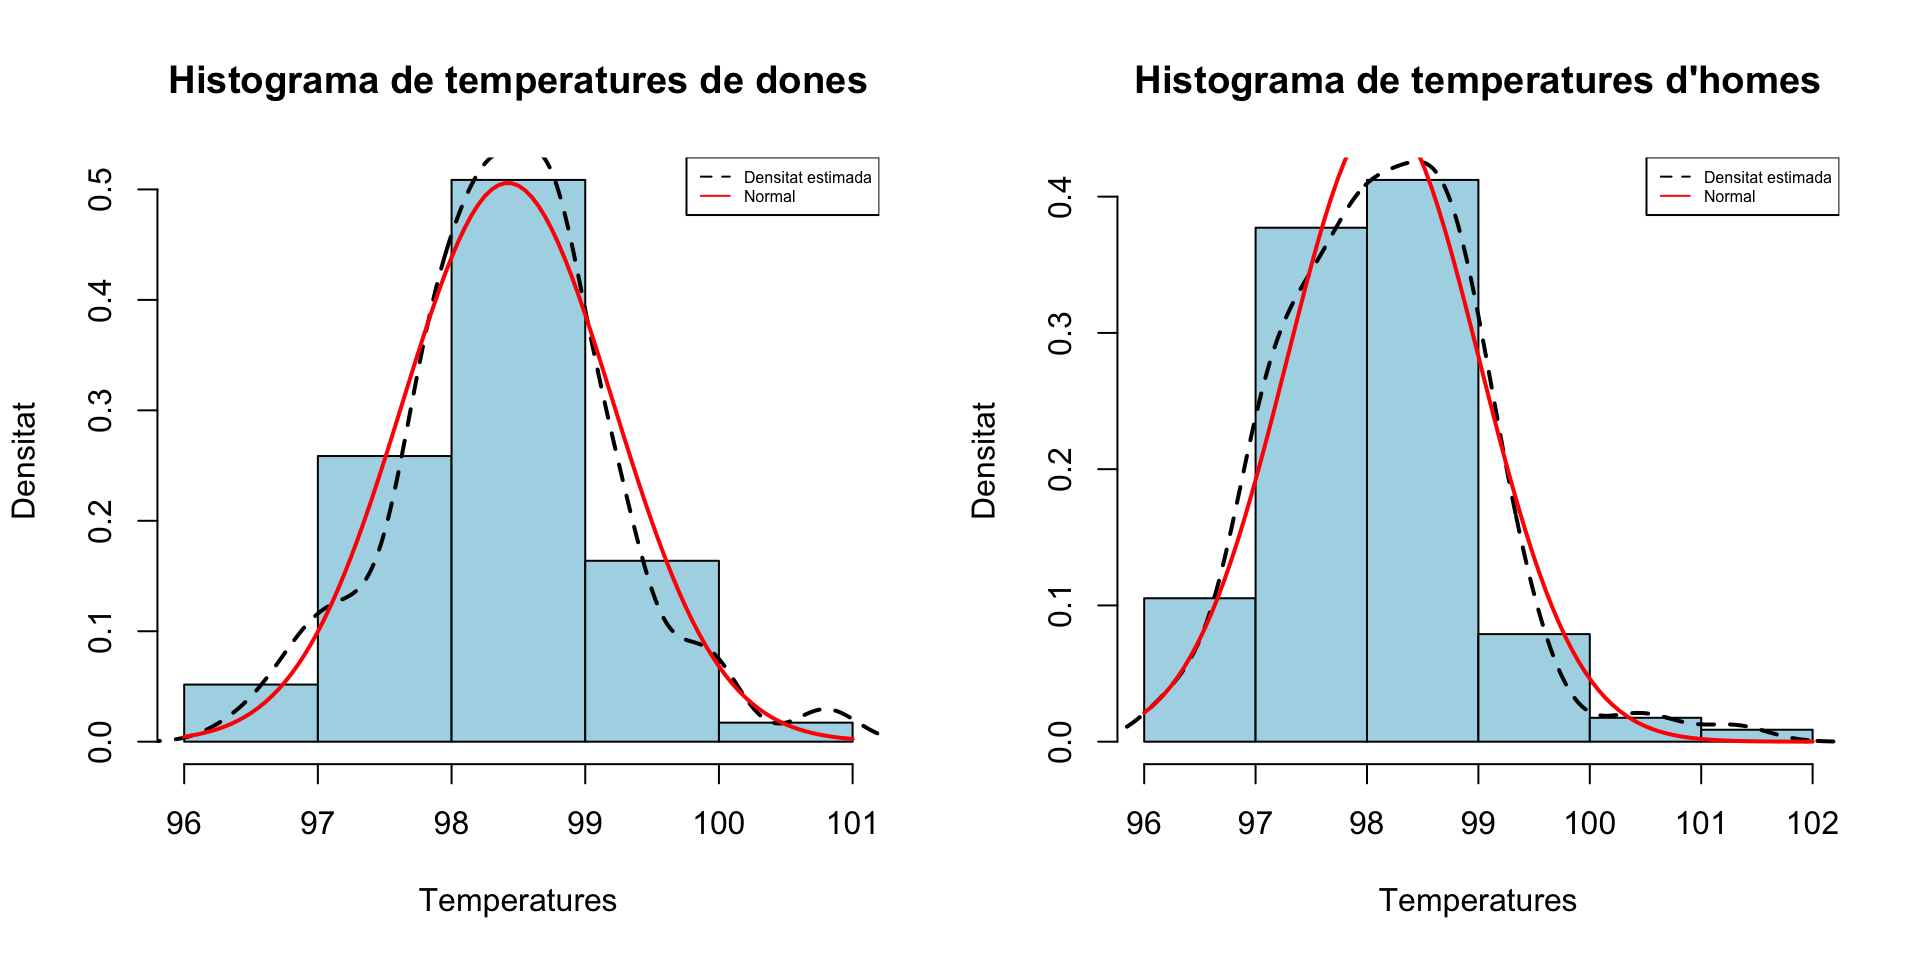 Histograma de temperatures de dones
Densitat estimada
Normal
Densitat
0.0
0.1
0.2
0.3
0.4
0.5
96 97 98 99 100 101
Temperatures
Histograma de temperatures d'homes
Densitat estimada
Normal
Densitat
0.0
0.1
0.2
0.3
0.4
96 97 98 99 100 101 102
Temperatures